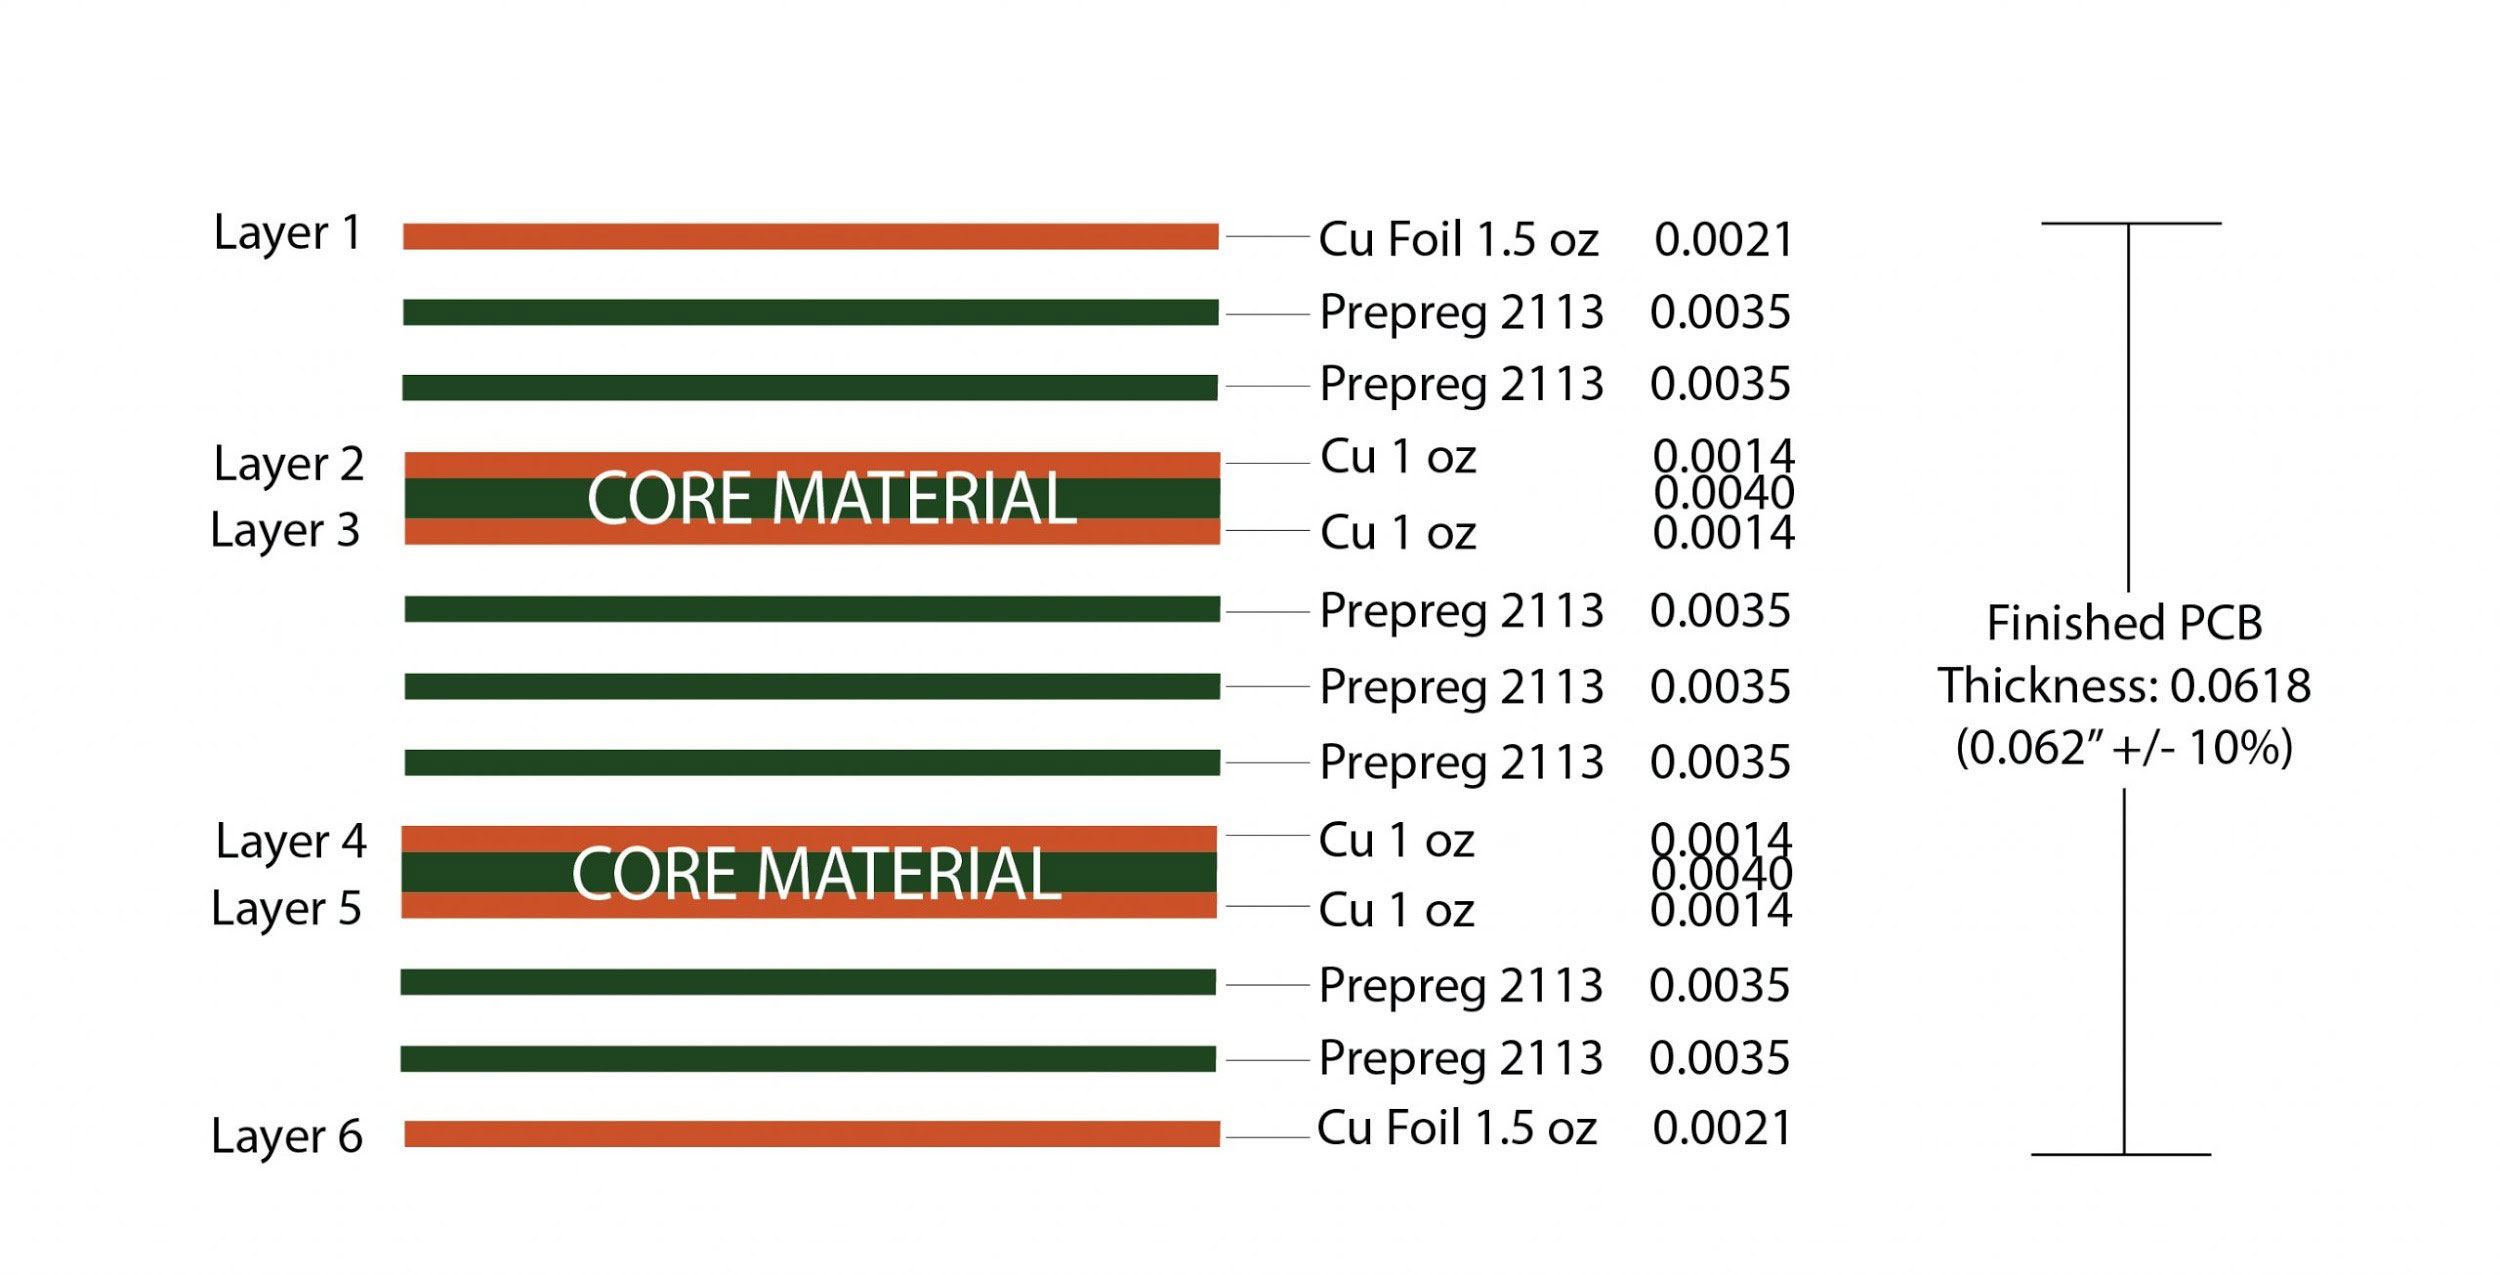 Layer 1 Cu Foil 1.5 oz 0.0021
Prepreg 2113 0.0035
Prepreg 2113 0.0035
Layer 2 Cu 1 oz 0.0014
CORE MATERIAL 0.0040
Layer 3 Cu 1 oz 0.0014
Prepreg 2113 0.0035
Prepreg 2113 0.0035
Prepreg 2113 0.0035
Layer 4 Cu 1 oz 0.0014
CORE MATERIAL 0.0040
Layer 5 Cu 1 oz 0.0014
Prepreg 2113 0.0035
Prepreg 2113 0.0035
Layer 6 Cu Foil 1.5 oz 0.0021
Finished PCB
Thickness: 0.0618
(0.062” +/- 10%)